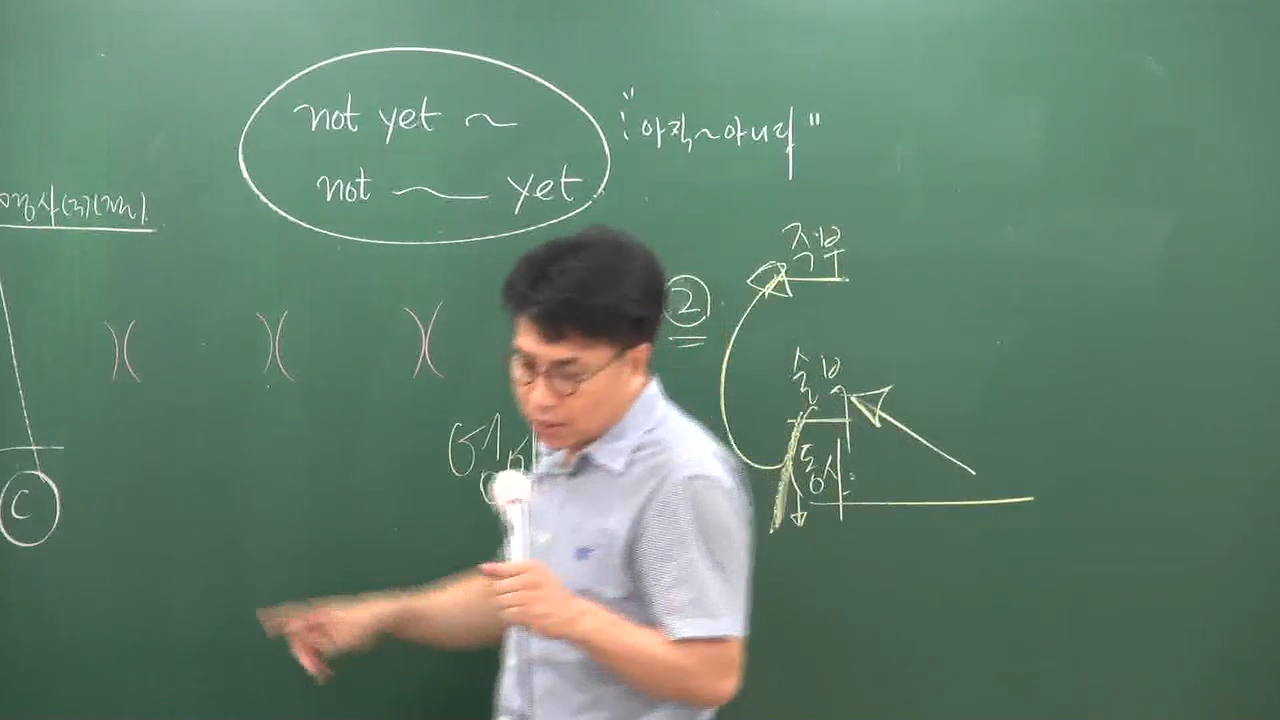 not yet ~
not ~ yet
: "아직 ~ 아니다"
②
주부
술부
동사
C